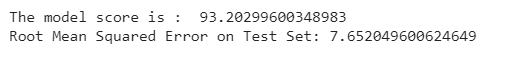 The model score is :  93.20299600348983
Root Mean Squared Error on Test Set: 7.652049600624649